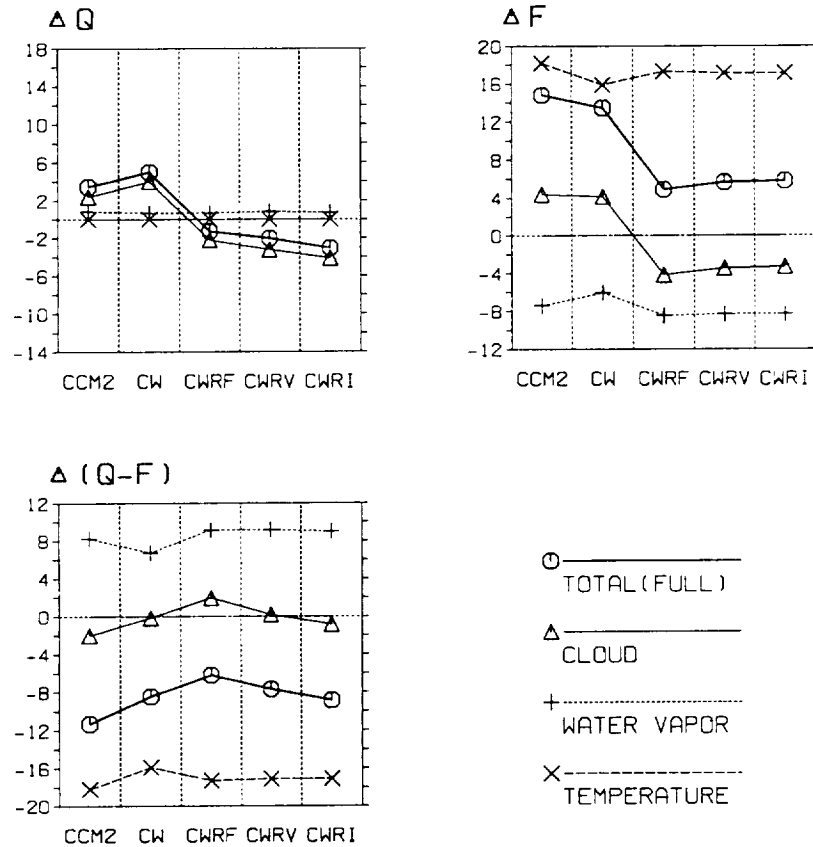 Δ Q
18
14
10
6
2
-2
-6
-10
-14
CCM2 CW CWRF CWRV CWRI
Δ F
20
16
12
8
4
0
-4
-8
-12
CCM2 CW CWRF CWRV CWRI
Δ (Q-F)
12
8
4
0
-4
-8
-12
-16
-20
CCM2 CW CWRF CWRV CWRI
TOTAL(FULL)
CLOUD
WATER VAPOR
TEMPERATURE